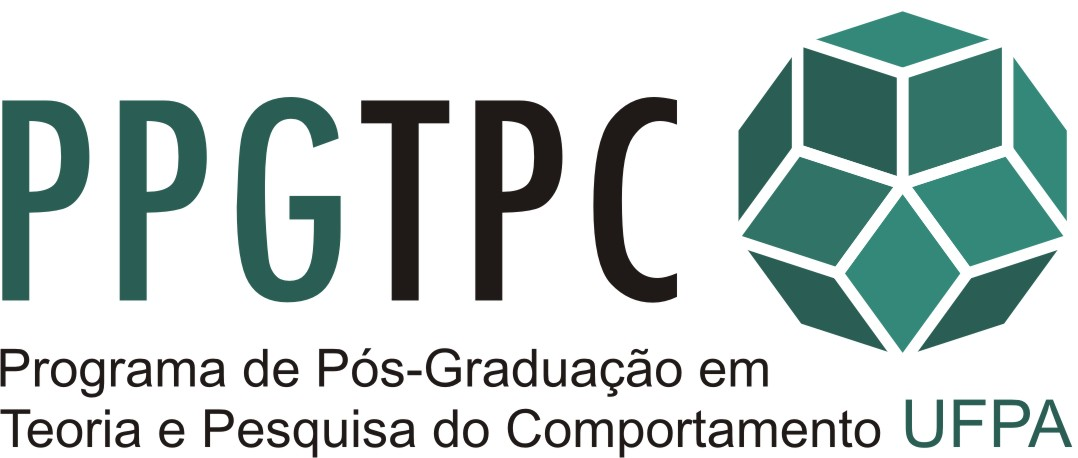 PPGTPC
Programa de Pós-Graduação em
Teoria e Pesquisa do Comportamento UFPA